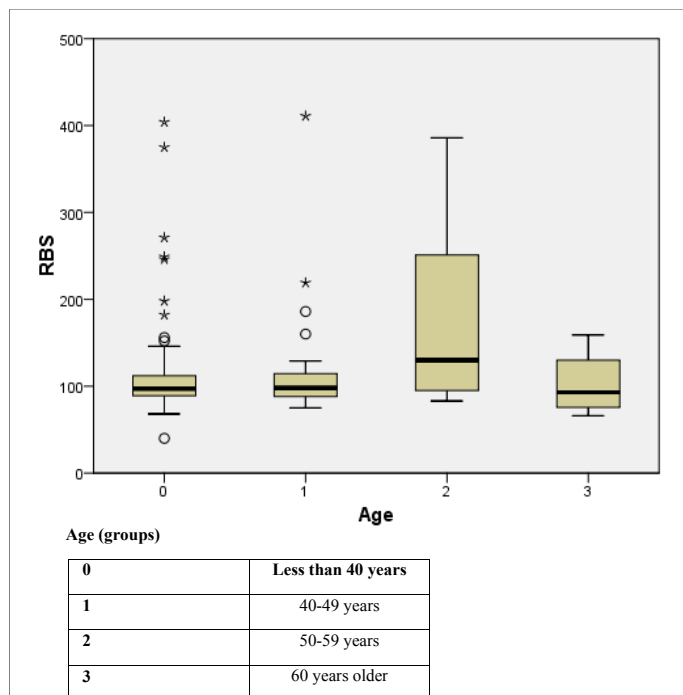 500
400
300
200
100
0
RBS
0 1 2 3
Age
Age (groups)
0 Less than 40 years
1 40-49 years
2 50-59 years
3 60 years older